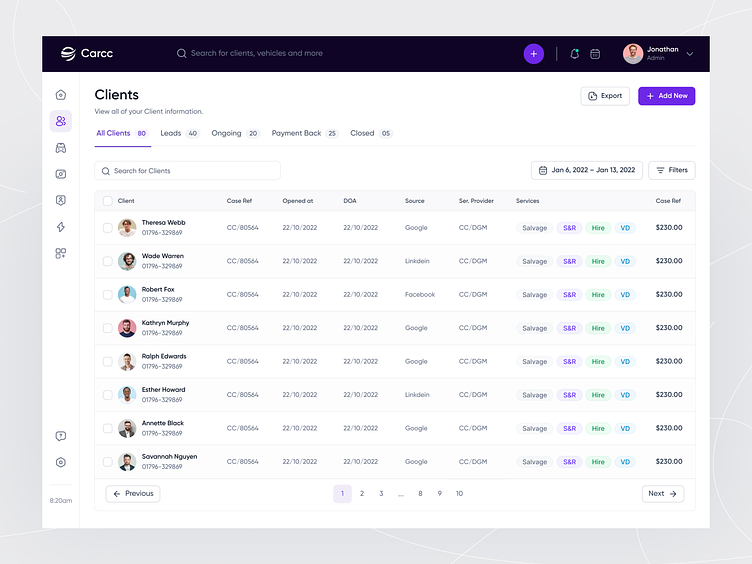 Carcc
Search for clients, vehicles and more
Jonathan
Admin
Clients
View all of your Client information.
Export
Add New
All Clients 80 Leads 40 Ongoing 20 Payment Back 25 Closed 05
Search for Clients
Jan 6, 2022 – Jan 13, 2022
Filters
Client Case Ref Opened at DOA Source Ser. Provider Services Case Ref
Theresa Webb
01796-329869
CC/80564 22/10/2022 22/10/2022 Google CC/DGM Salvage S&R Hire VD $230.00
Wade Warren
01796-329869
CC/80564 22/10/2022 22/10/2022 Linkdein CC/DGM Salvage S&R Hire VD $230.00
Robert Fox
01796-329869
CC/80564 22/10/2022 22/10/2022 Facebook CC/DGM Salvage S&R Hire VD $230.00
Kathryn Murphy
01796-329869
CC/80564 22/10/2022 22/10/2022 Google CC/DGM Salvage S&R Hire VD $230.00
Ralph Edwards
01796-329869
CC/80564 22/10/2022 22/10/2022 Google CC/DGM Salvage S&R Hire VD $230.00
Esther Howard
01796-329869
CC/80564 22/10/2022 22/10/2022 Linkdein CC/DGM Salvage S&R Hire VD $230.00
Annette Black
01796-329869
CC/80564 22/10/2022 22/10/2022 Google CC/DGM Salvage S&R Hire VD $230.00
Savannah Nguyen
01796-329869
CC/80564 22/10/2022 22/10/2022 Google CC/DGM Salvage S&R Hire VD $230.00
Previous 1 2 3 ... 8 9 10 Next
8:20am